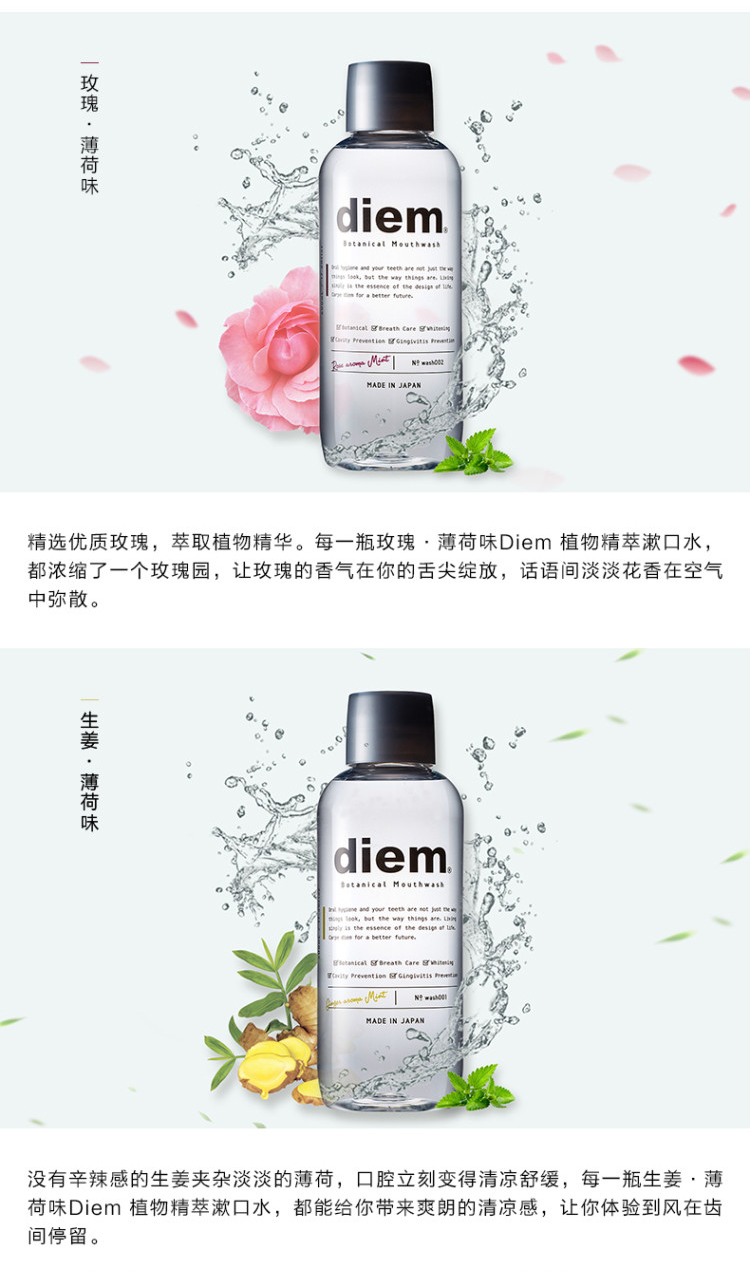 玫瑰·薄荷味
diem®
Botanical Mouthwash
Oral hygiene and your teeth are not just the way
things look, but the way things are. Living
simply is the essence of the design of life.
Carpe diem for a better future.
Botanical Breath Care Whitening
Cavity Prevention Gingivitis Prevention
Rose aroma Mint Nº wash002
MADE IN JAPAN
精选优质玫瑰，萃取植物精华。每一瓶玫瑰·薄荷味Diem 植物精萃漱口水，
都浓缩了一个玫瑰园，让玫瑰的香气在你的舌尖绽放，话语间淡淡花香在空气
中弥散。
生姜·薄荷味
diem®
Botanical Mouthwash
Oral hygiene and your teeth are not just the way
things look, but the way things are. Living
simply is the essence of the design of life.
Carpe diem for a better future.
Botanical Breath Care Whitening
Cavity Prevention Gingivitis Prevention
Ginger aroma Mint Nº wash001
MADE IN JAPAN
没有辛辣感的生姜夹杂淡淡的薄荷，口腔立刻变得清凉舒缓，每一瓶生姜·薄
荷味Diem 植物精萃漱口水，都能给你带来爽朗的清凉感，让你体验到风在齿
间停留。